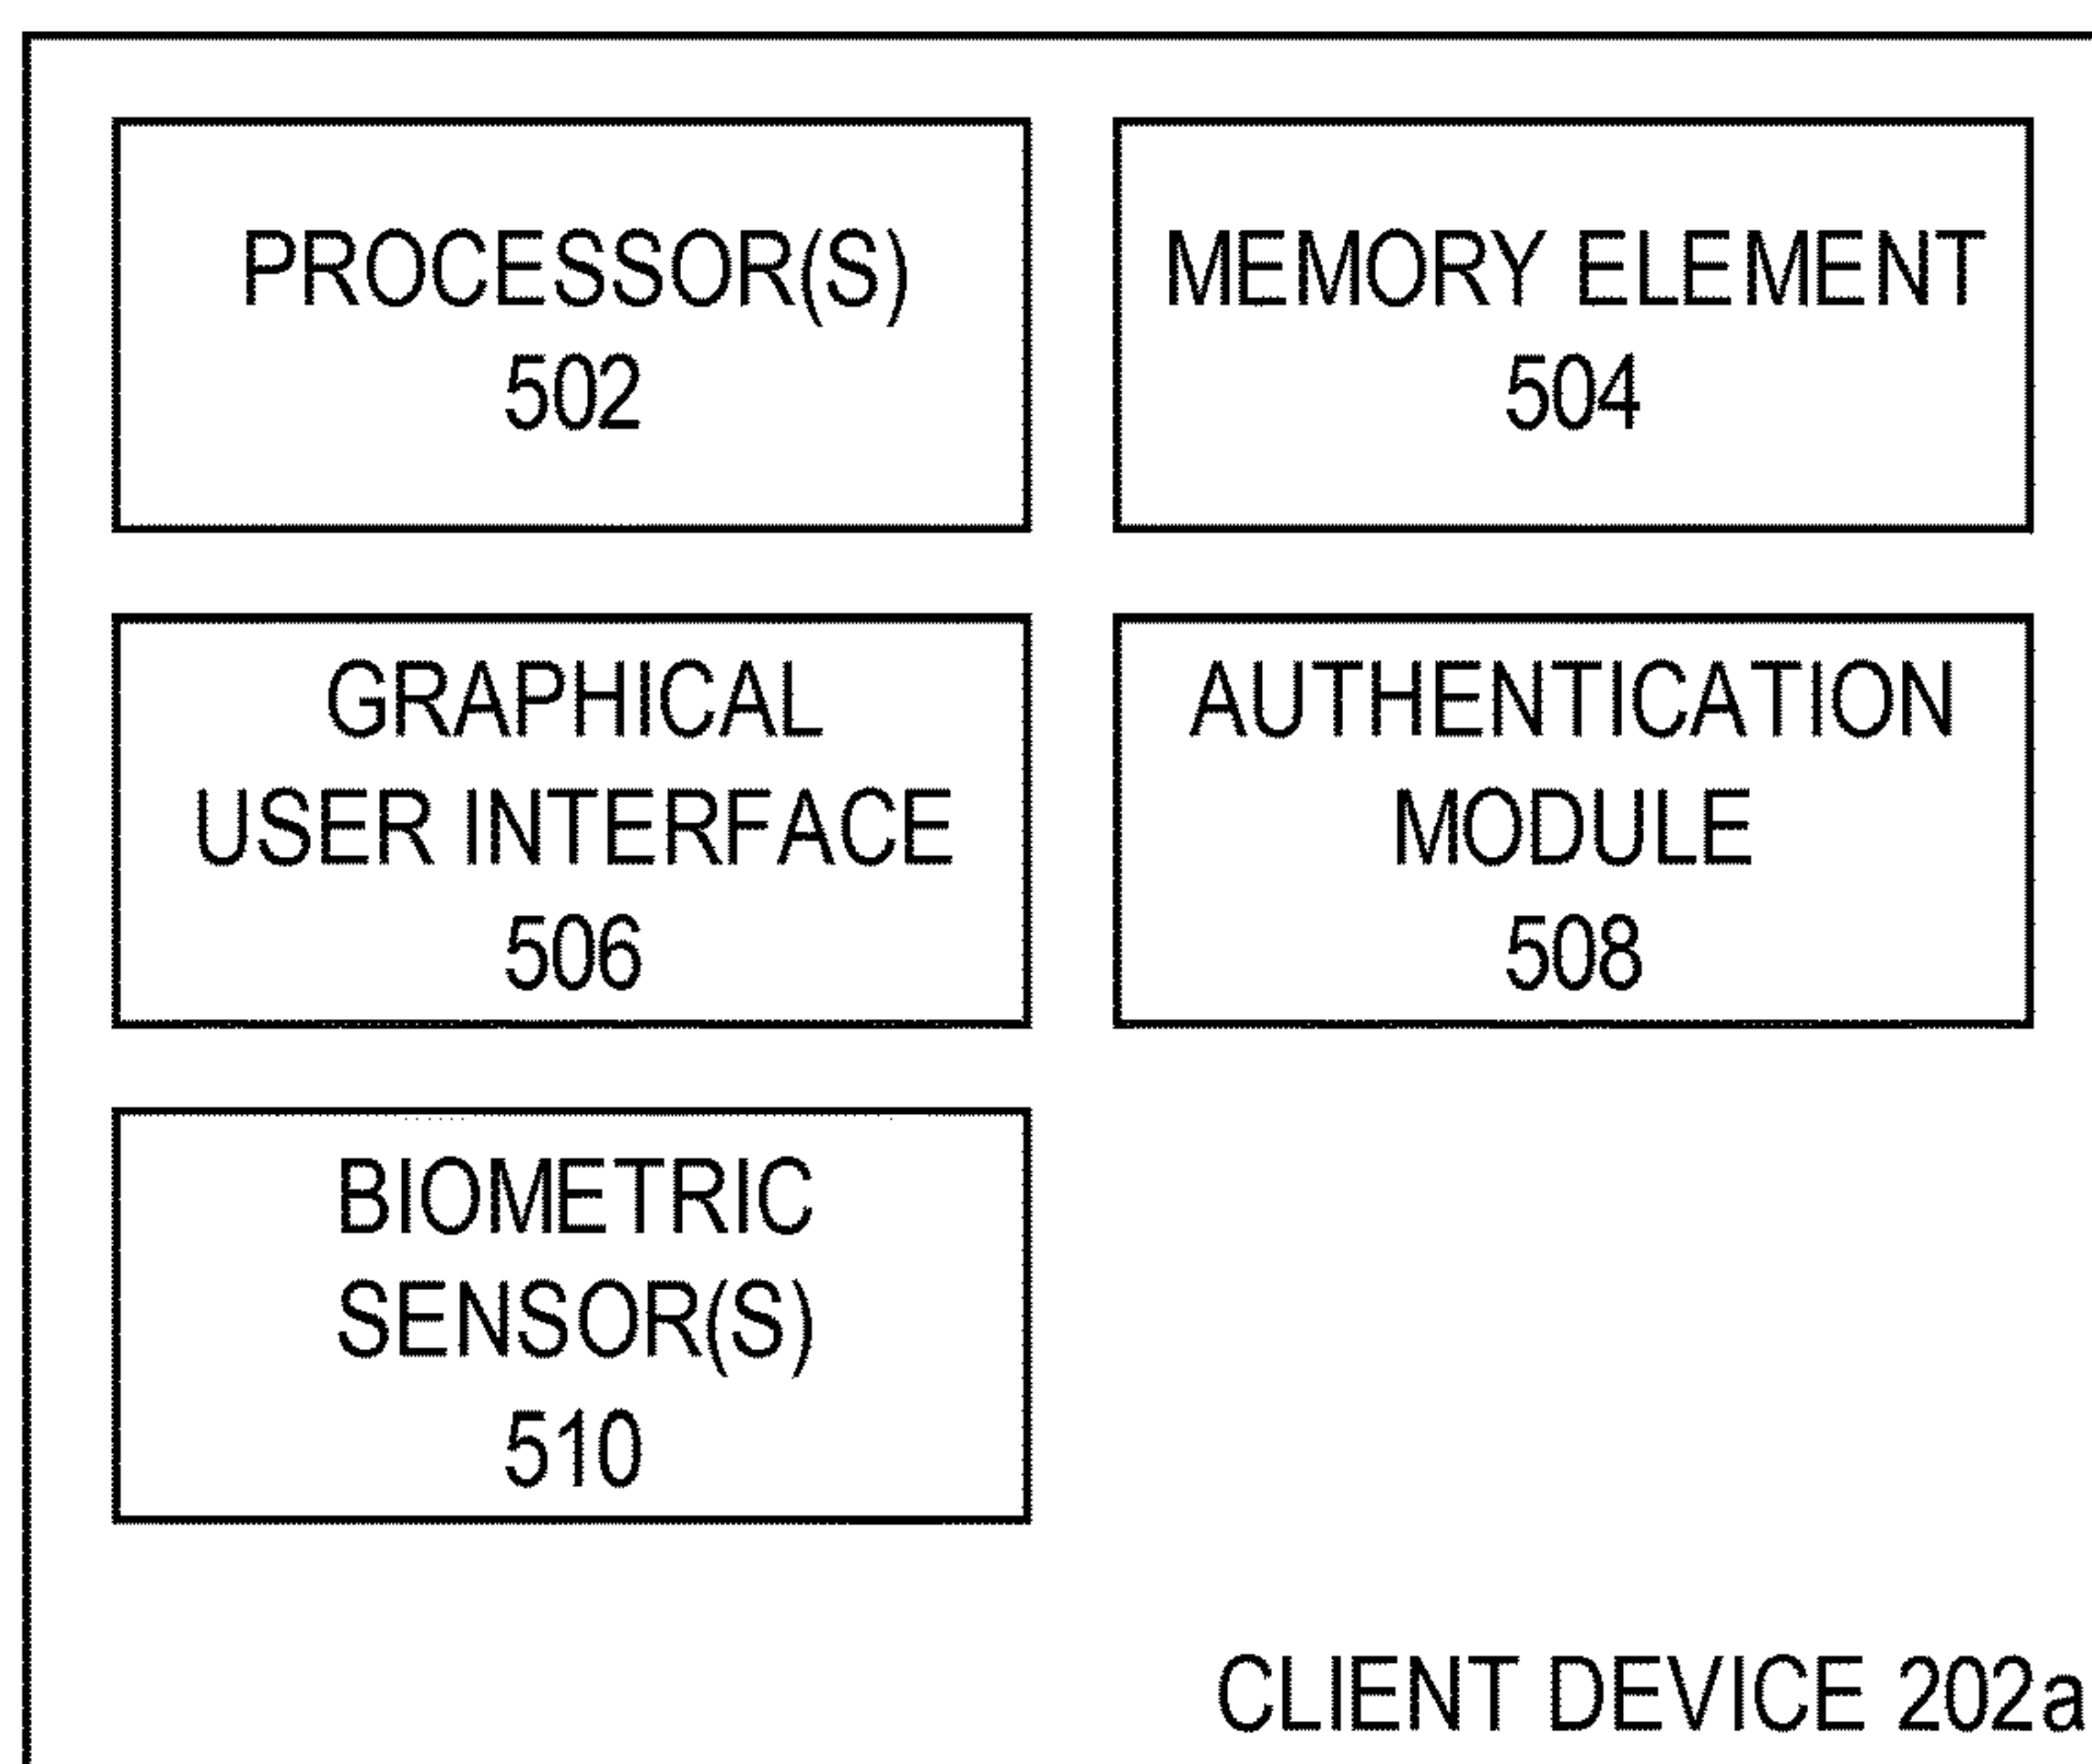 PROCESSOR(S)
502
MEMORY ELEMENT
504
GRAPHICAL
USER INTERFACE
506
AUTHENTICATION
MODULE
508
BIOMETRIC
SENSOR(S)
510
CLIENT DEVICE 202a